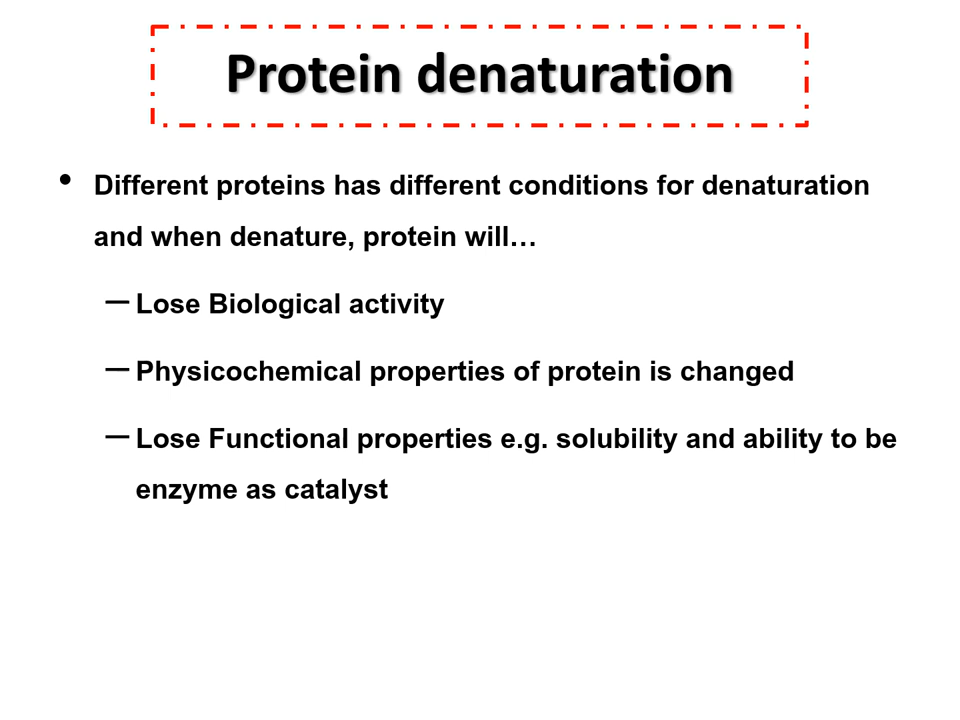 Protein denaturation
• Different proteins has different conditions for denaturation
and when denature, protein will…
– Lose Biological activity
– Physicochemical properties of protein is changed
– Lose Functional properties e.g. solubility and ability to be
enzyme as catalyst